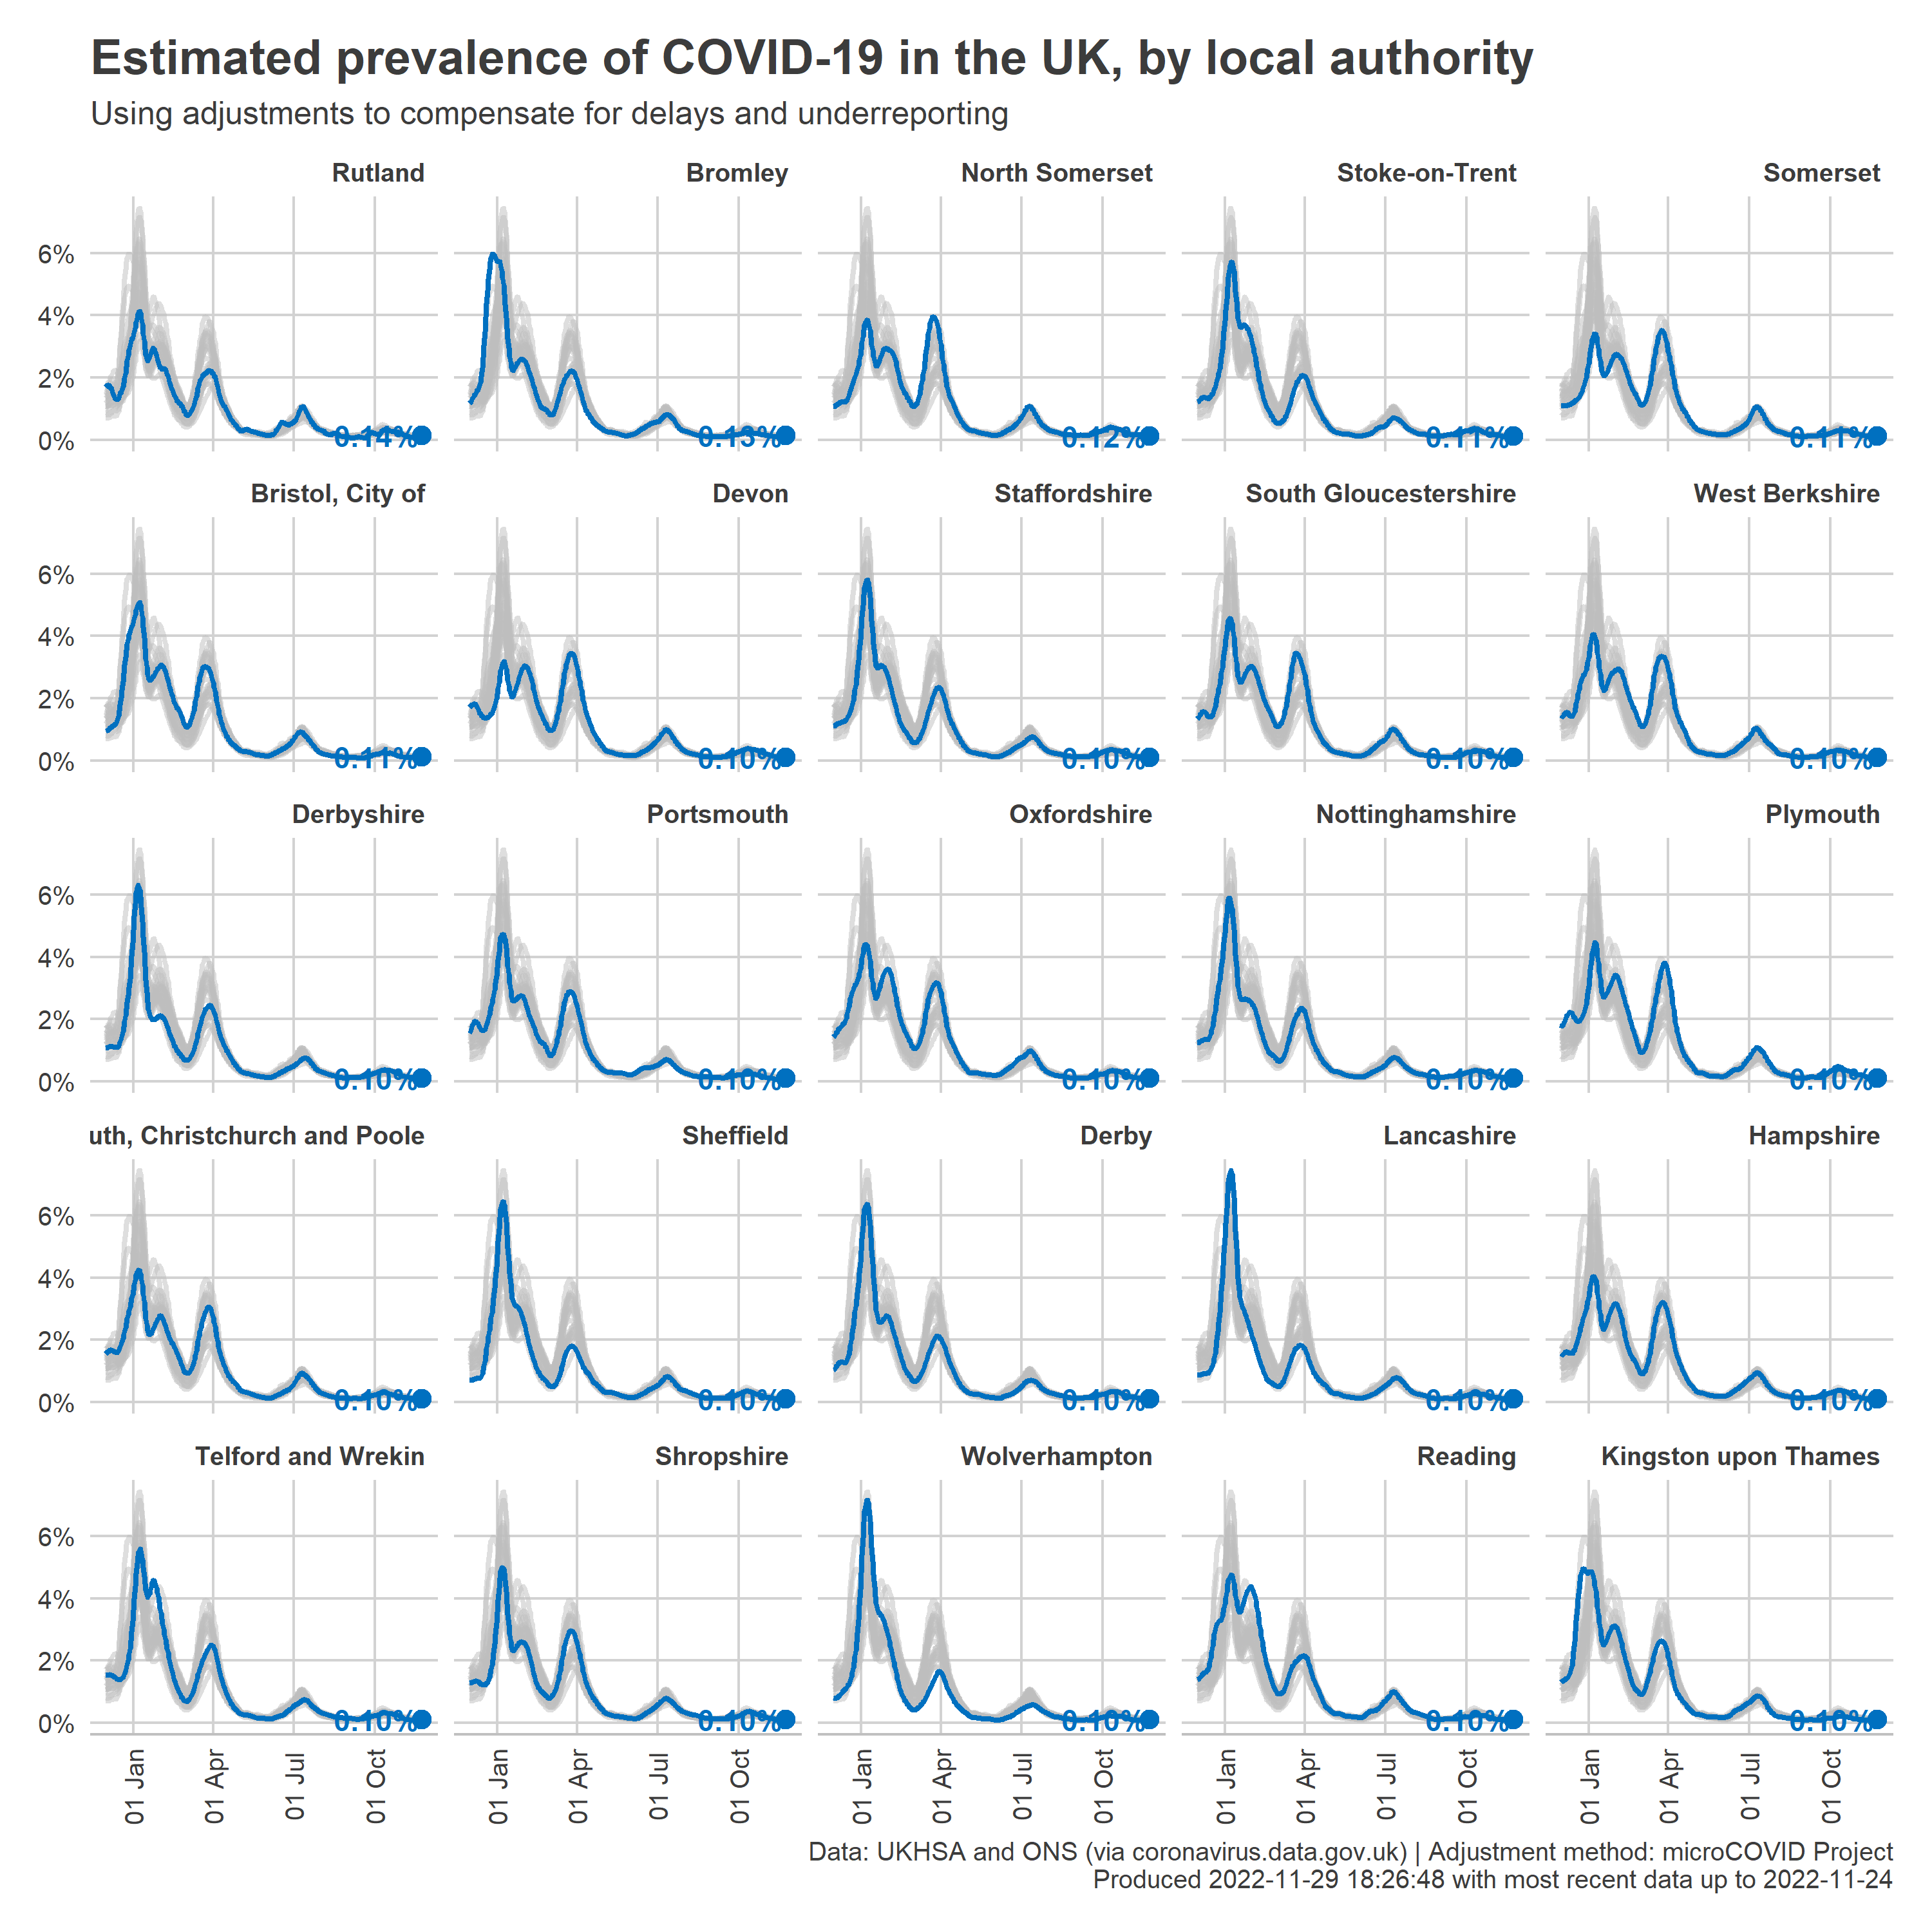 Estimated prevalence of COVID-19 in the UK, by local authority
Using adjustments to compensate for delays and underreporting
Rutland
Bromley
North Somerset
Stoke-on-Trent
Somerset
6%
4%
2%
0%
0.14%
0.13%
0.12%
0.11%
0.11%
Bristol, City of
Devon
Staffordshire
South Gloucestershire
West Berkshire
6%
4%
2%
0%
0.11%
0.10%
0.10%
0.10%
0.10%
Derbyshire
Portsmouth
Oxfordshire
Nottinghamshire
Plymouth
6%
4%
2%
0%
0.10%
0.10%
0.10%
0.10%
0.10%
uth, Christchurch and Poole
Sheffield
Derby
Lancashire
Hampshire
6%
4%
2%
0%
0.10%
0.10%
0.10%
0.10%
0.10%
Telford and Wrekin
Shropshire
Wolverhampton
Reading
Kingston upon Thames
6%
4%
2%
0%
0.10%
0.10%
0.10%
0.10%
0.10%
01 Jan
01 Apr
01 Jul
01 Oct
01 Jan
01 Apr
01 Jul
01 Oct
01 Jan
01 Apr
01 Jul
01 Oct
01 Jan
01 Apr
01 Jul
01 Oct
01 Jan
01 Apr
01 Jul
01 Oct
Data: UKHSA and ONS (via coronavirus.data.gov.uk) | Adjustment method: microCOVID Project
Produced 2022-11-29 18:26:48 with most recent data up to 2022-11-24